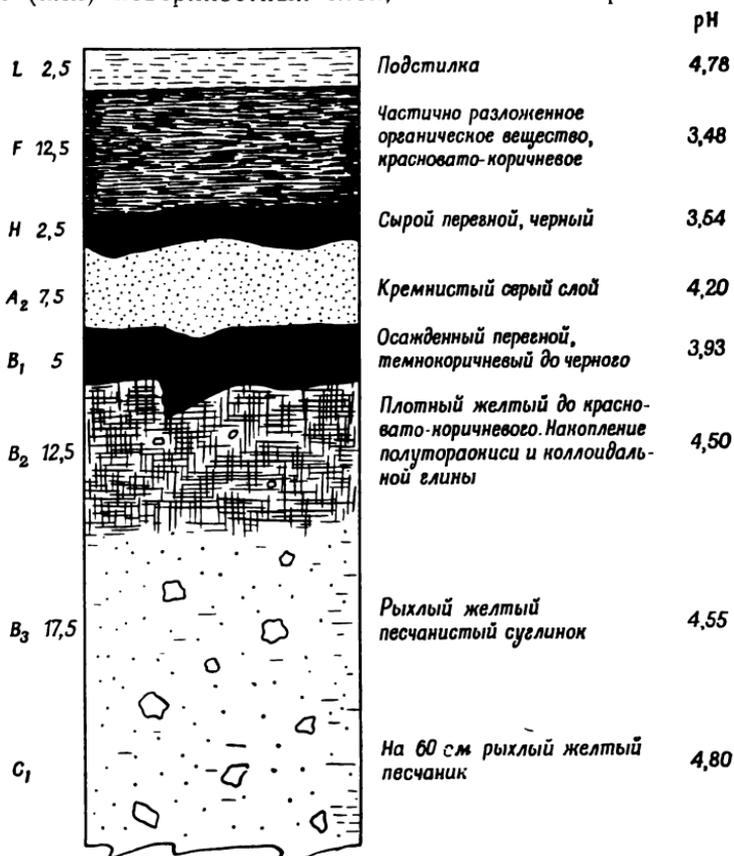 pH
L 2,5 Подстилка 4,78
F 12,5 Частично разложенное
органическое вещество, 3,48
красновато-коричневое
H 2,5 Сырой перегной, черный 3,54
A₂ 7,5 Кремнистый серый слой 4,20
B₁ 5 Осажденный перегной, 3,93
темнокоричневый до черного
Плотный желтый до красно-
вато-коричневого. Накопление
B₂ 12,5 полутораокиси и коллоидаль- 4,50
ной глины
B₃ 17,5 Рыхлый желтый 4,55
песчанистый суглинок
C₁ На 60 см рыхлый желтый 4,80
песчаник